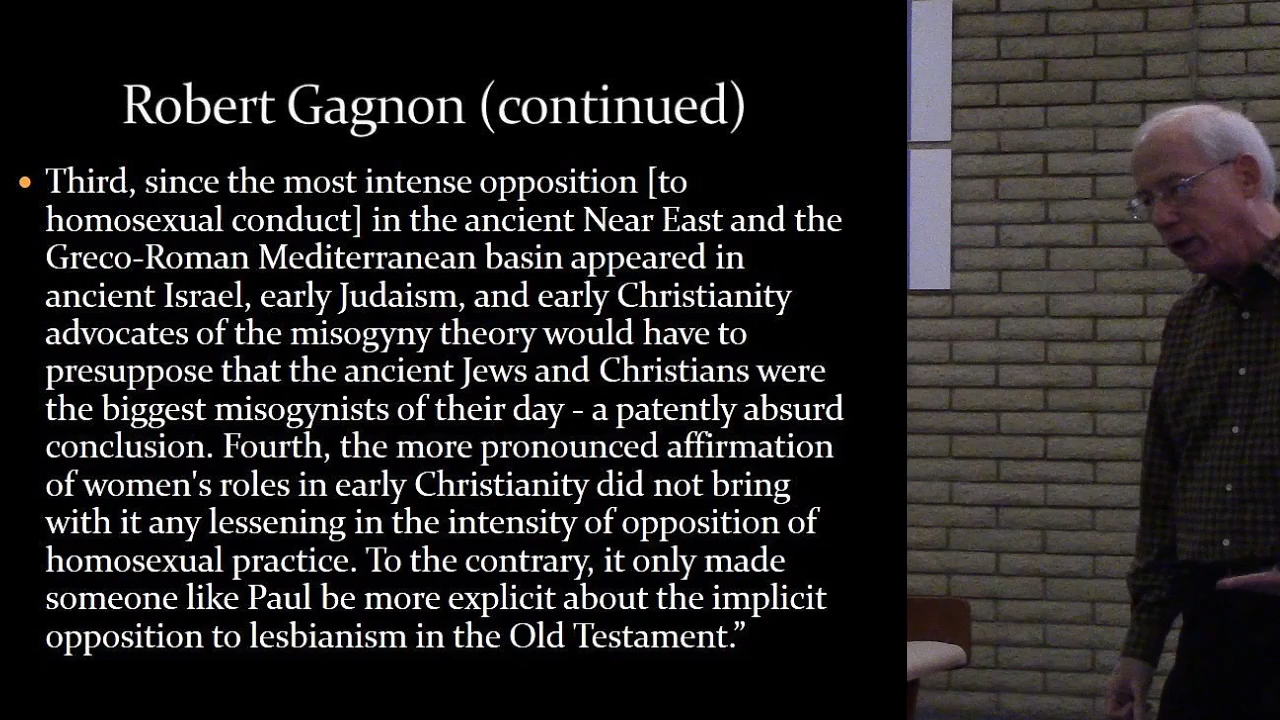 Robert Gagnon (continued)
• Third, since the most intense opposition [to
homosexual conduct] in the ancient Near East and the
Greco-Roman Mediterranean basin appeared in
ancient Israel, early Judaism, and early Christianity
advocates of the misogyny theory would have to
presuppose that the ancient Jews and Christians were
the biggest misogynists of their day - a patently absurd
conclusion. Fourth, the more pronounced affirmation
of women's roles in early Christianity did not bring
with it any lessening in the intensity of opposition of
homosexual practice. To the contrary, it only made
someone like Paul be more explicit about the implicit
opposition to lesbianism in the Old Testament.”